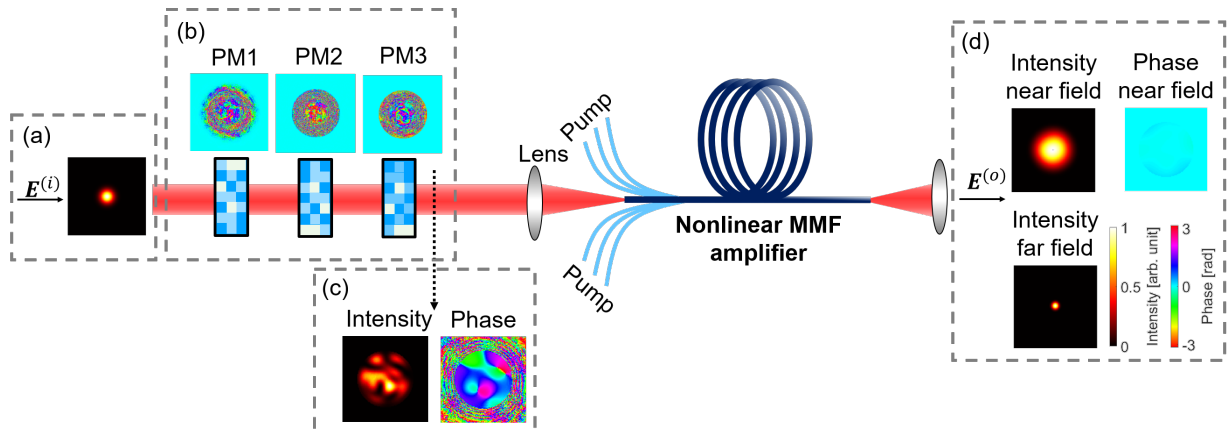 (a)
E(i)
(b)
PM1 PM2 PM3
(c)
Intensity Phase
Lens
Pump
Pump
Nonlinear MMF
amplifier
E(o)
(d)
Intensity
near field
Phase
near field
Intensity
far field
1
0.5
0
Intensity [arb. unit]
3
0
-3
Phase [rad]